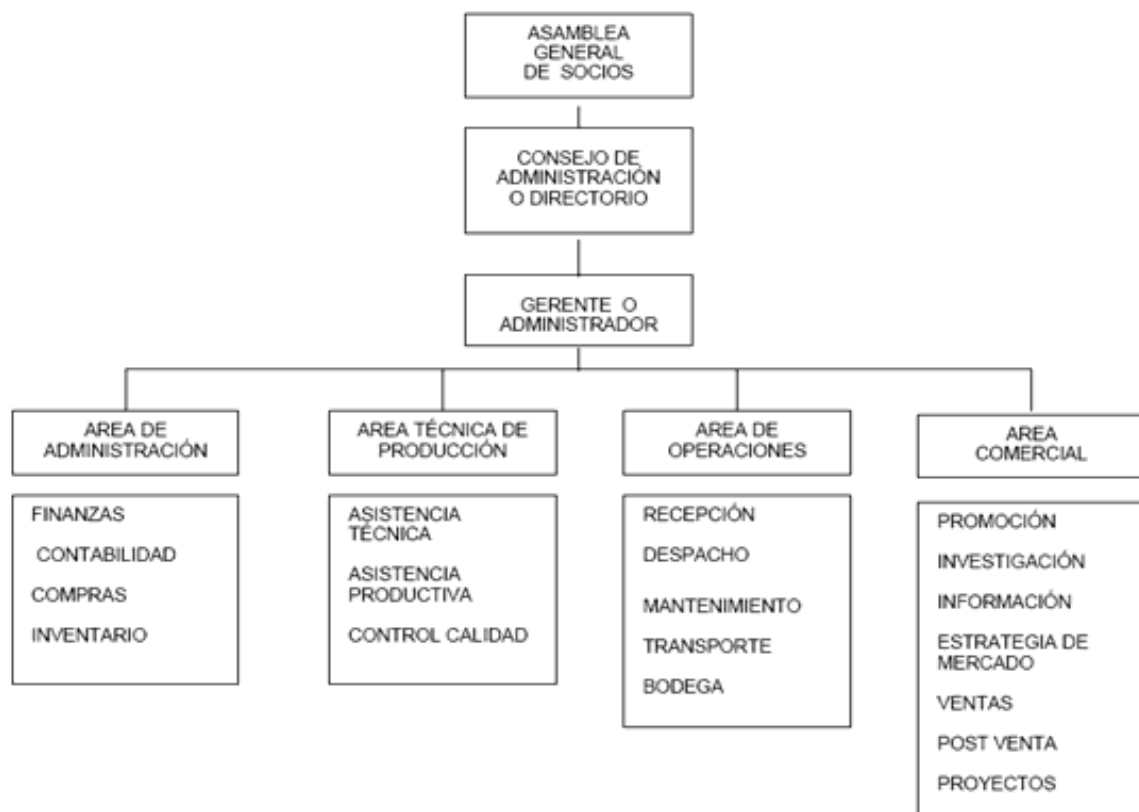 ASAMBLEA
GENERAL
DE SOCIOS
CONSEJO DE
ADMINISTRACIÓN
O DIRECTORIO
GERENTE O
ADMINISTRADOR
AREA DE
ADMINISTRACIÓN
FINANZAS
CONTABILIDAD
COMPRAS
INVENTARIO
AREA TÉCNICA DE
PRODUCCIÓN
ASISTENCIA
TÉCNICA
ASISTENCIA
PRODUCTIVA
CONTROL CALIDAD
AREA DE
OPERACIONES
RECEPCIÓN
DESPACHO
MANTENIMIENTO
TRANSPORTE
BODEGA
AREA
COMERCIAL
PROMOCIÓN
INVESTIGACIÓN
INFORMACIÓN
ESTRATEGIA DE
MERCADO
VENTAS
POST VENTA
PROYECTOS